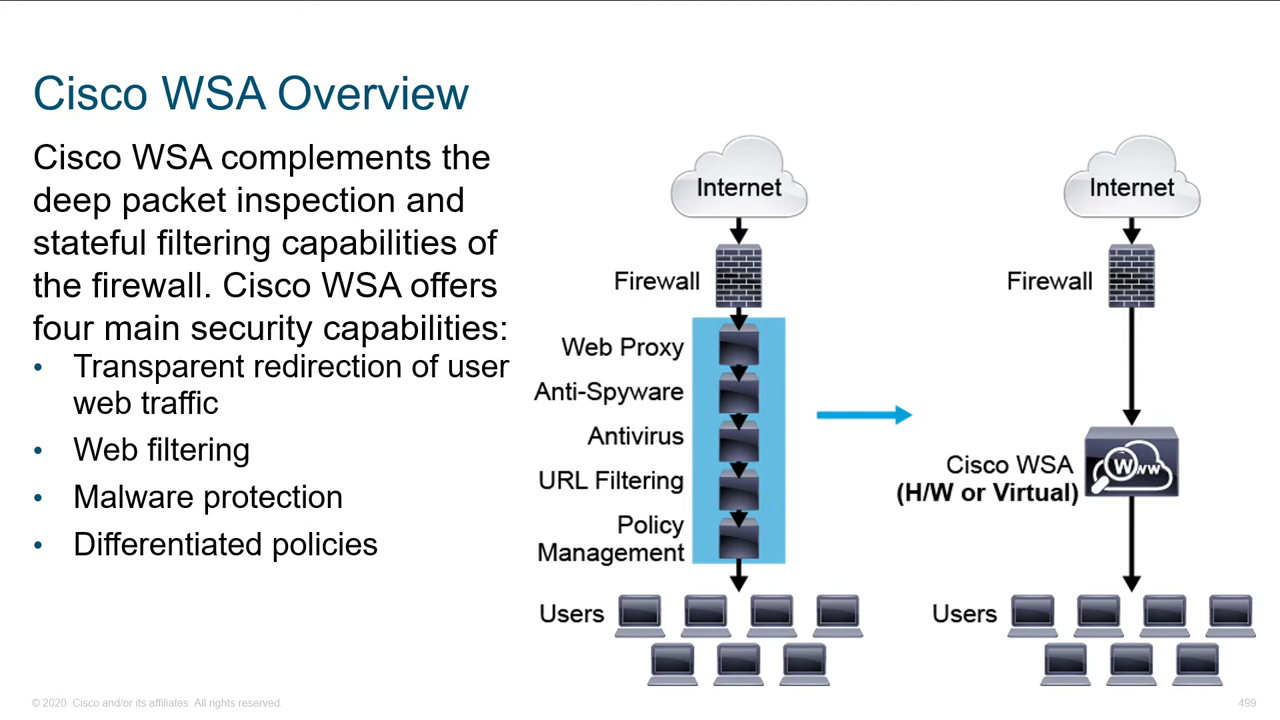 Cisco WSA Overview
Cisco WSA complements the
deep packet inspection and
stateful filtering capabilities of
the firewall. Cisco WSA offers
four main security capabilities:
• Transparent redirection of user
web traffic
• Web filtering
• Malware protection
• Differentiated policies
Internet
Firewall
Web Proxy
Anti-Spyware
Antivirus
URL Filtering
Policy
Management
Users
Internet
Firewall
Cisco WSA
(H/W or Virtual)
www
Users
© 2020 Cisco and/or its affiliates. All rights reserved.
499